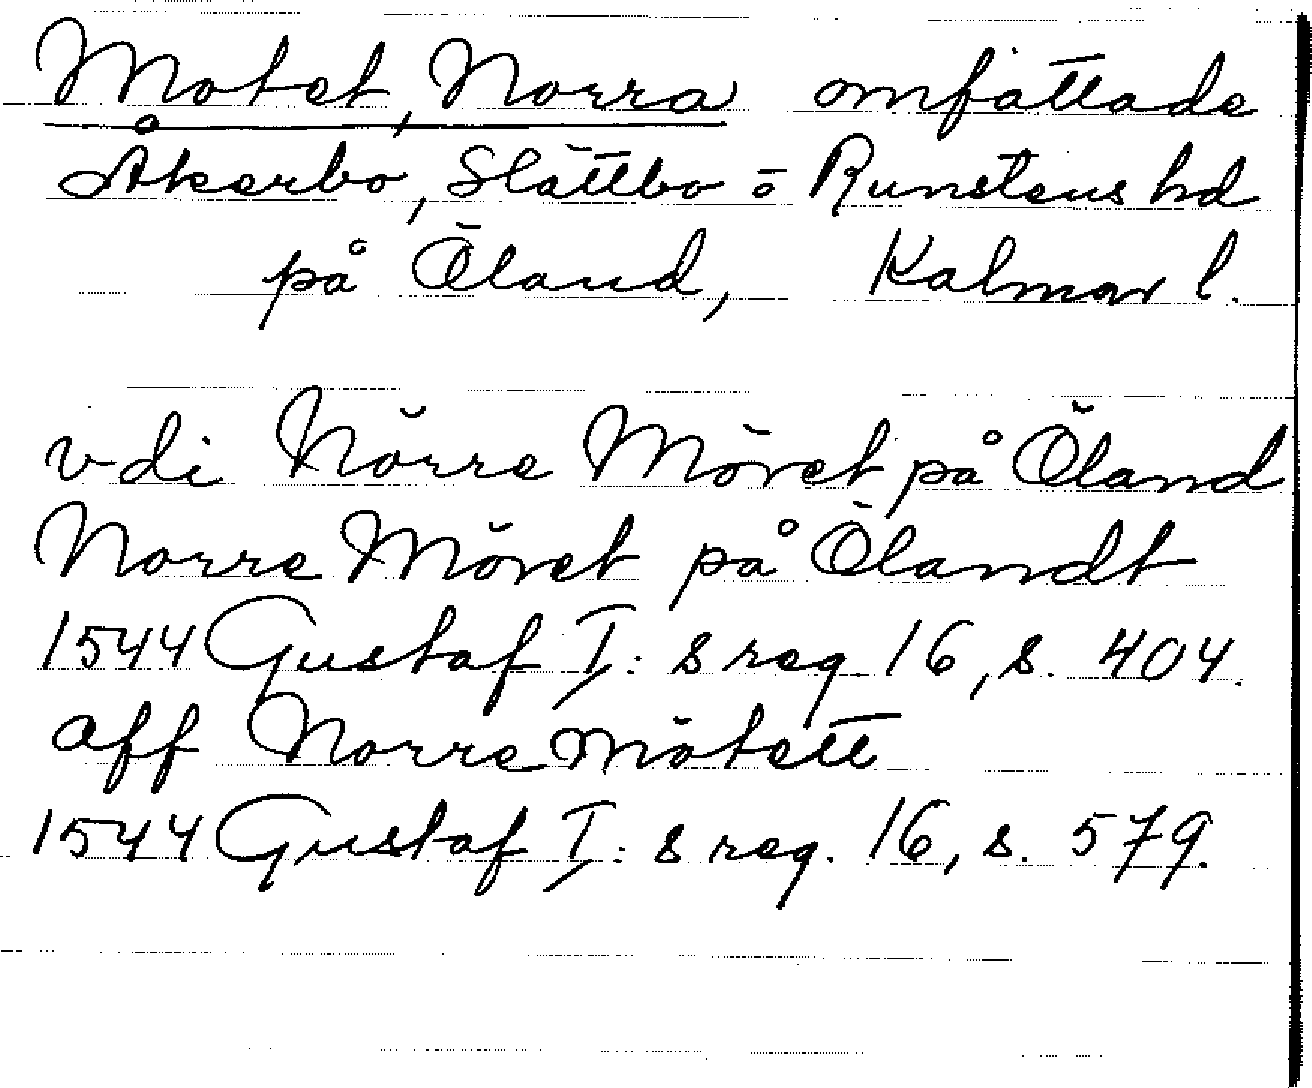 Motet, Norra omfattade
Åkerbo, Slättbo o Runstens hd
på Öland, Kalmar l.
vdi Nörre Möret på Öland
Norre Möret på Ölandt
1544 Gustaf I:s reg 16, s. 404.
aff Norre mötett
1544 Gustaf I:s reg. 16, s. 579.